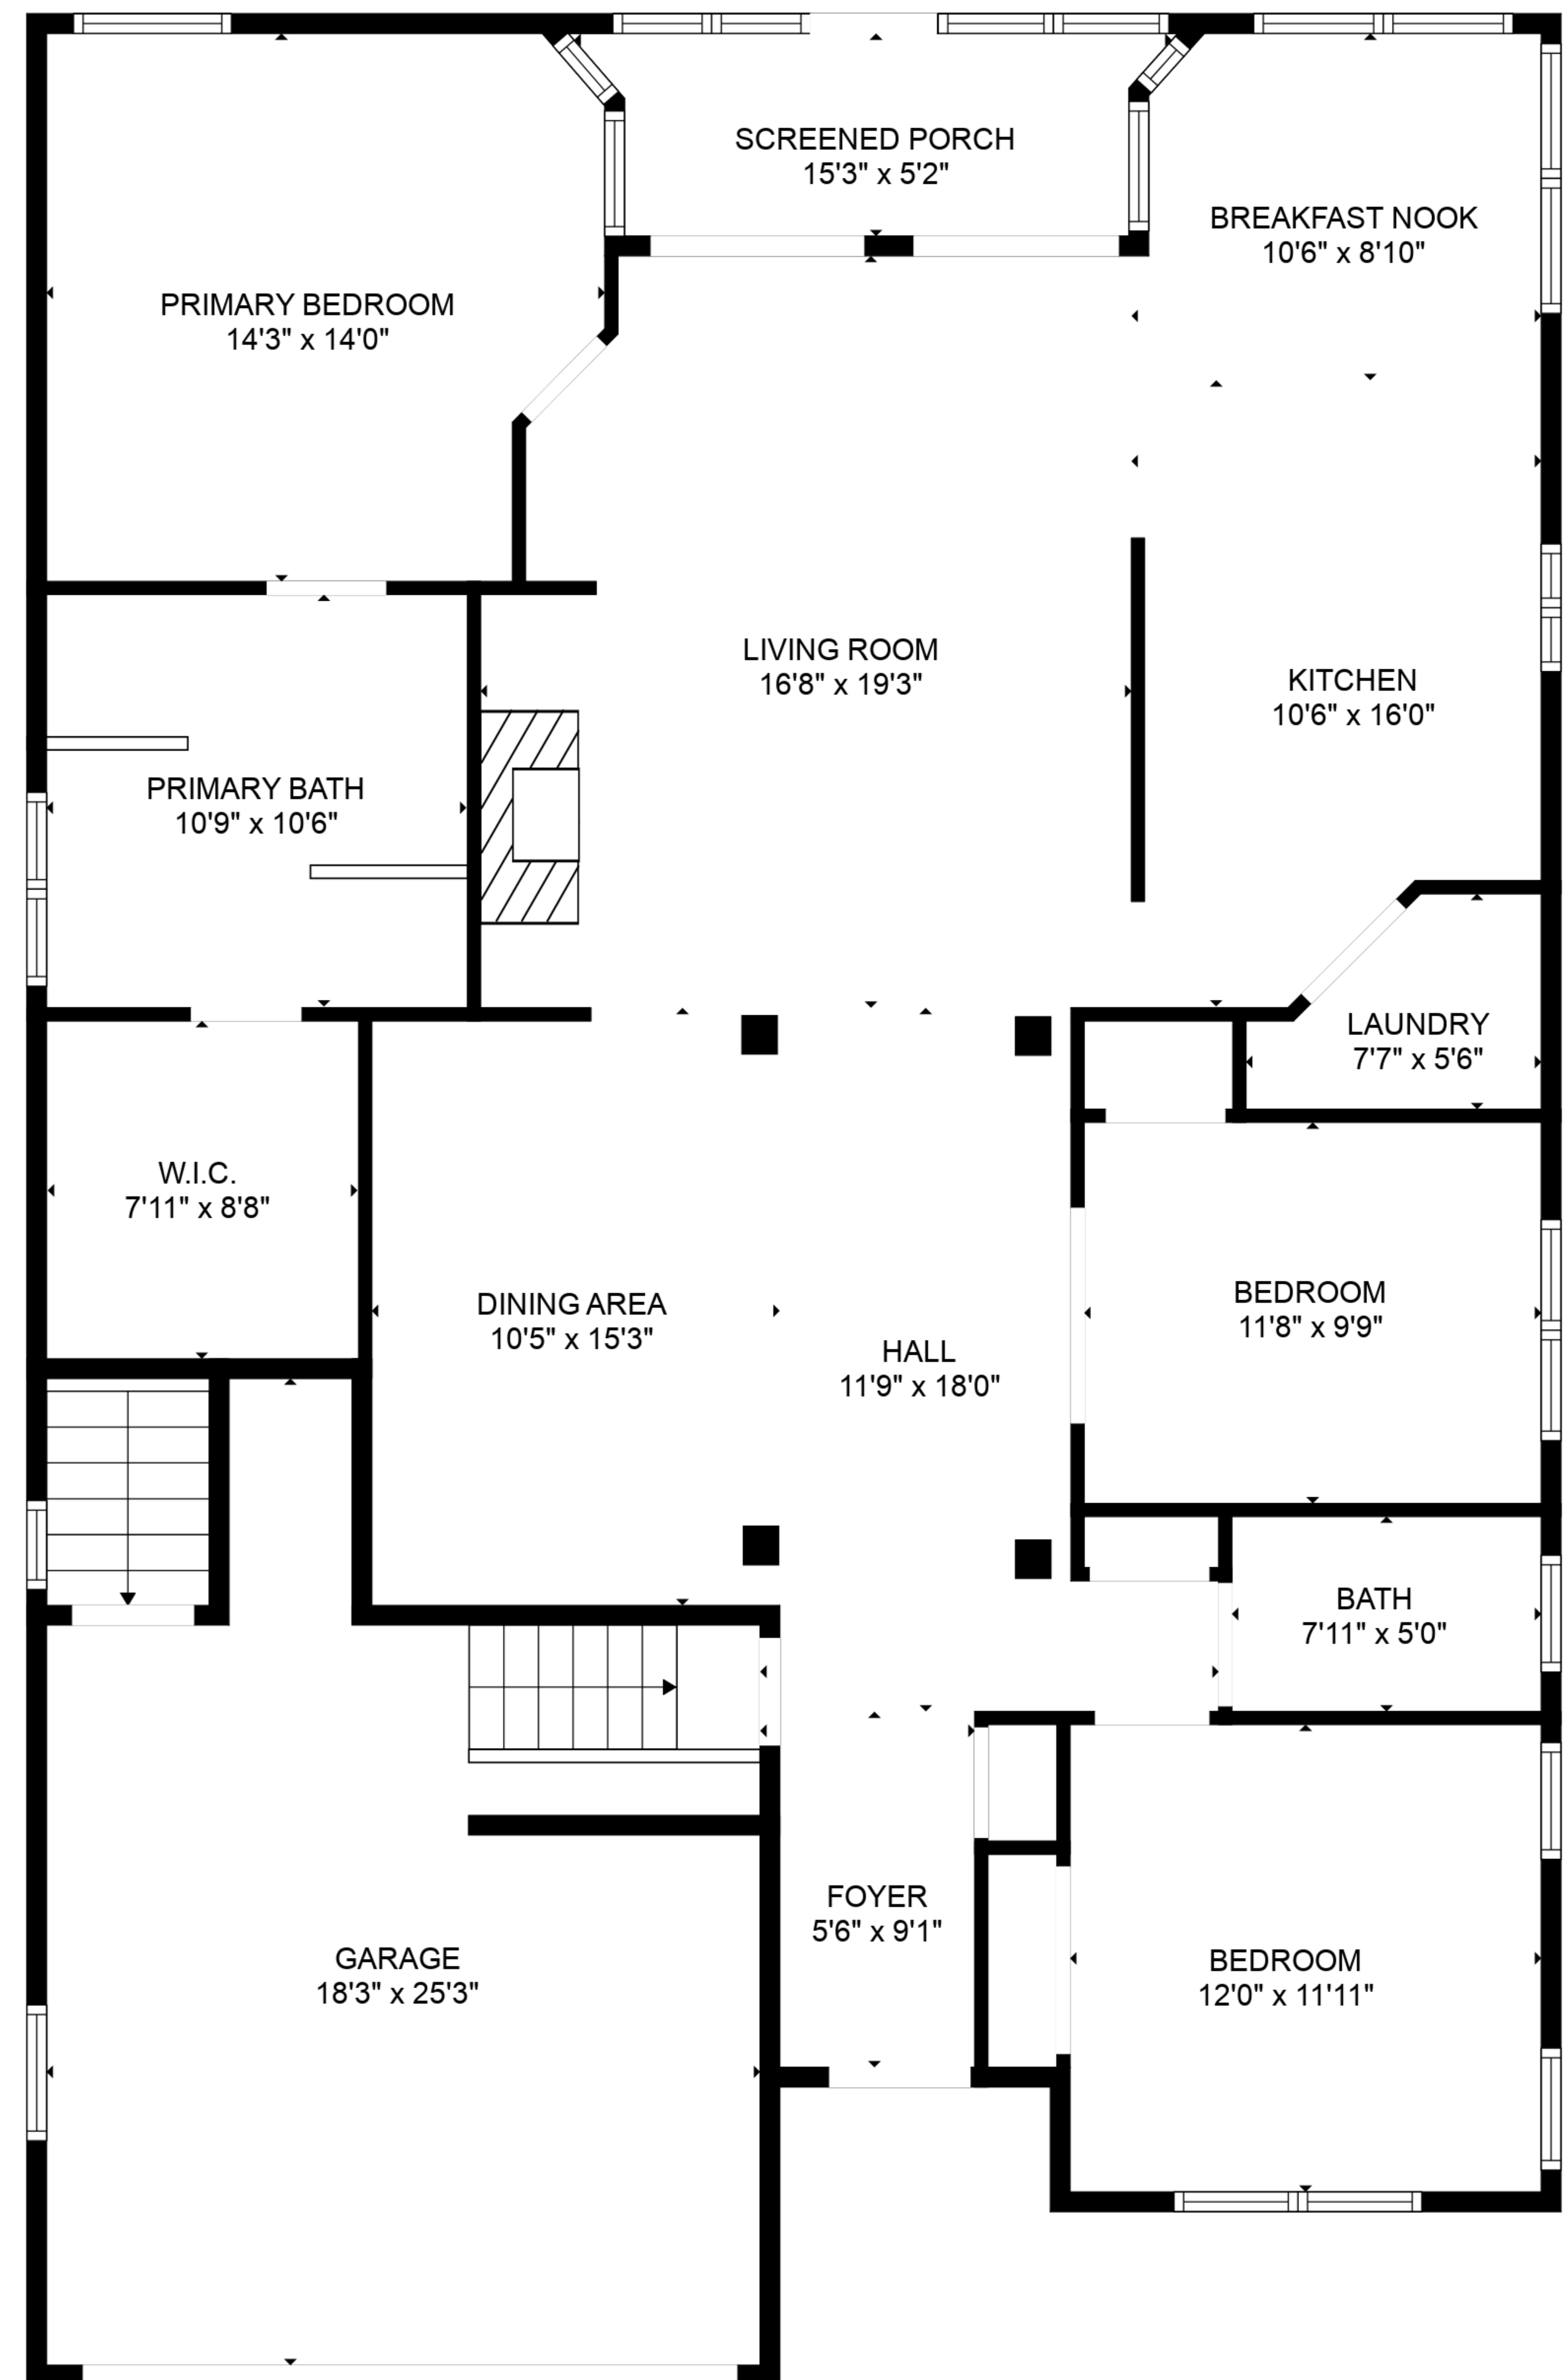 SCREENED PORCH
15'3" x 5'2"
BREAKFAST NOOK
10'6" x 8'10"
PRIMARY BEDROOM
14'3" x 14'0"
LIVING ROOM
16'8" x 19'3"
KITCHEN
10'6" x 16'0"
PRIMARY BATH
10'9" x 10'6"
LAUNDRY
7'7" x 5'6"
W.I.C.
7'11" x 8'8"
DINING AREA
10'5" x 15'3"
HALL
11'9" x 18'0"
BEDROOM
11'8" x 9'9"
BATH
7'11" x 5'0"
FOYER
5'6" x 9'1"
GARAGE
18'3" x 25'3"
BEDROOM
12'0" x 11'11"